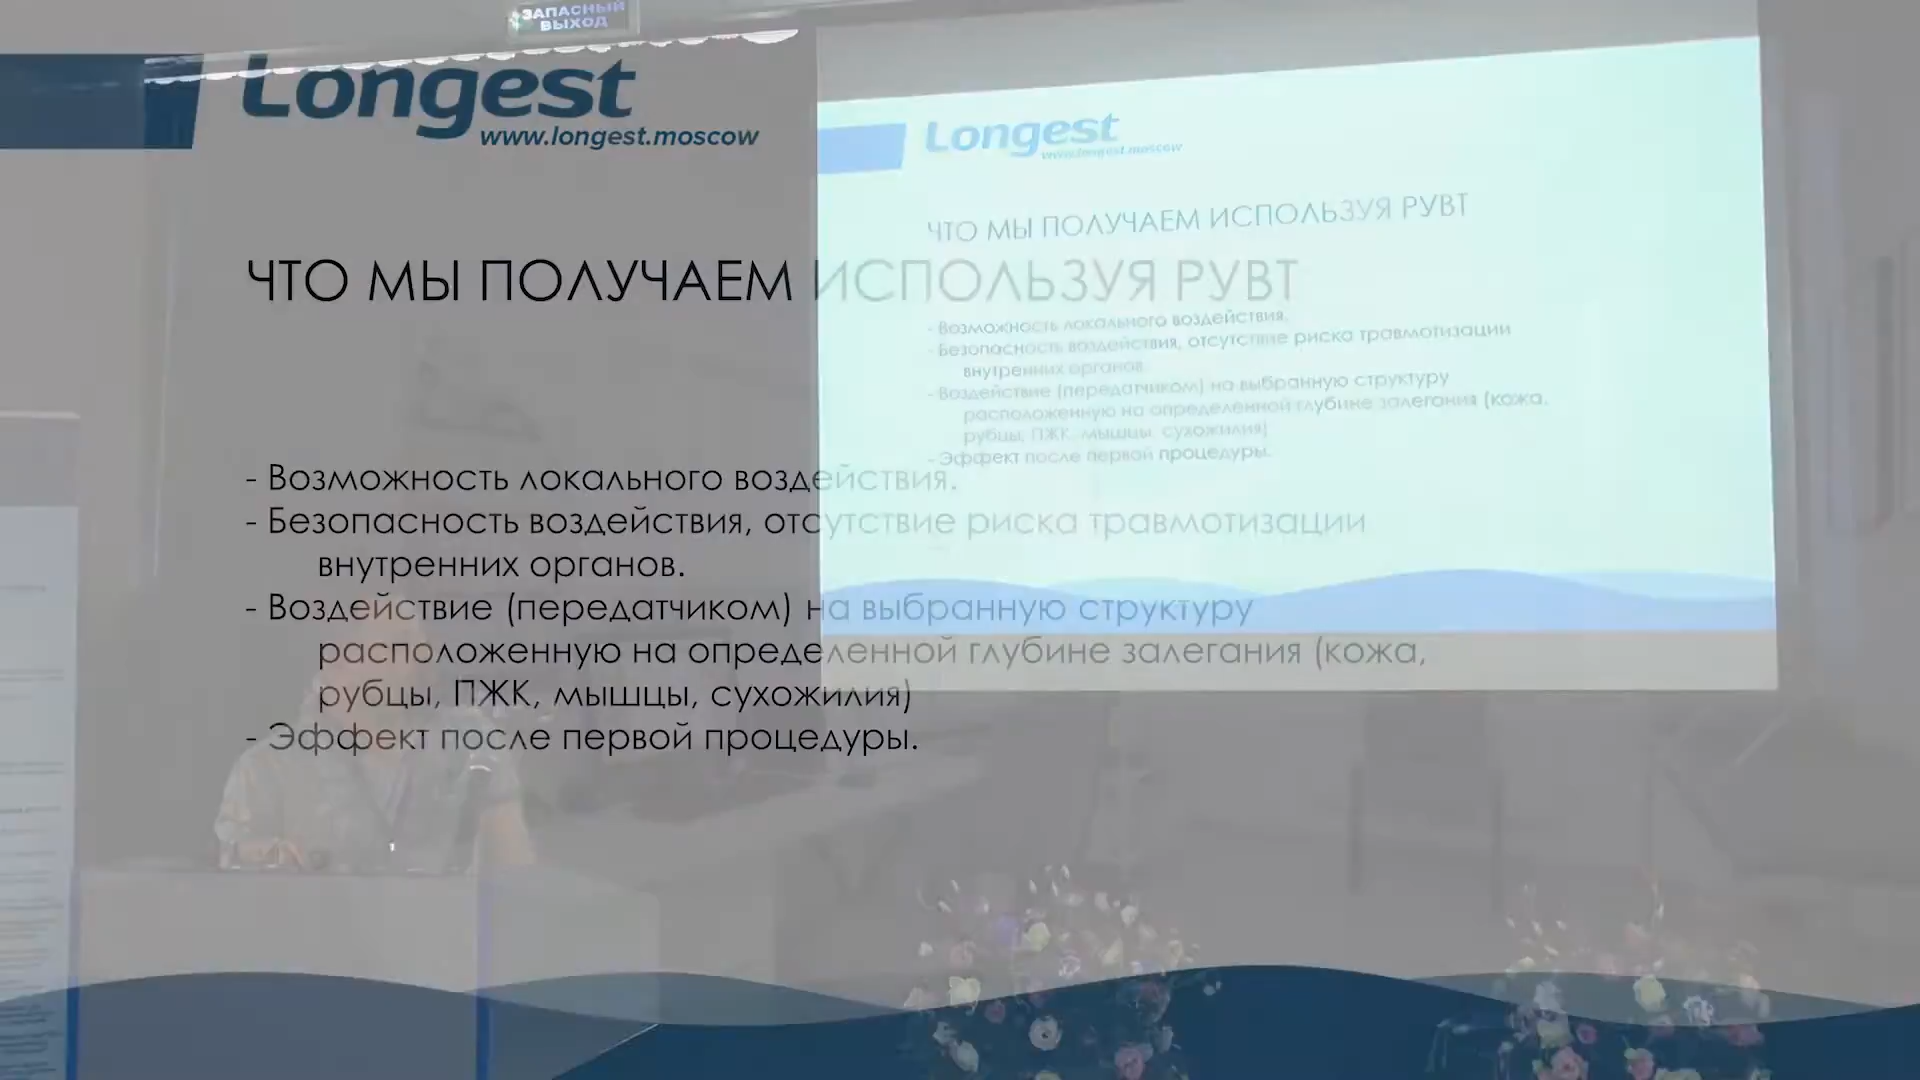 ЗАПАСНЫЙ
ВЫХОД
Longest
www.longest.moscow
ЧТО МЫ ПОЛУЧАЕМ ИСПОЛЬЗУЯ РУВТ
- Возможность локального воздействия.
- Безопасность воздействия, отсутствие риска травмотизации
внутренних органов.
- Воздействие (передатчиком) на выбранную структуру
расположенную на определенной глубине залегания (кожа,
рубцы, ПЖК, мышцы, сухожилия)
- Эффект после первой процедуры.
Longest
www.longest.moscow
ЧТО МЫ ПОЛУЧАЕМ ИСПОЛЬЗУЯ РУВТ
- Возможность локального воздействия.
- Безопасность воздействия, отсутствие риска травмотизации
внутренних органов.
- Воздействие (передатчиком) на выбранную структуру
расположенную на определенной глубине залегания (кожа,
рубцы, ПЖК, мышцы, сухожилия)
- Эффект после первой процедуры.